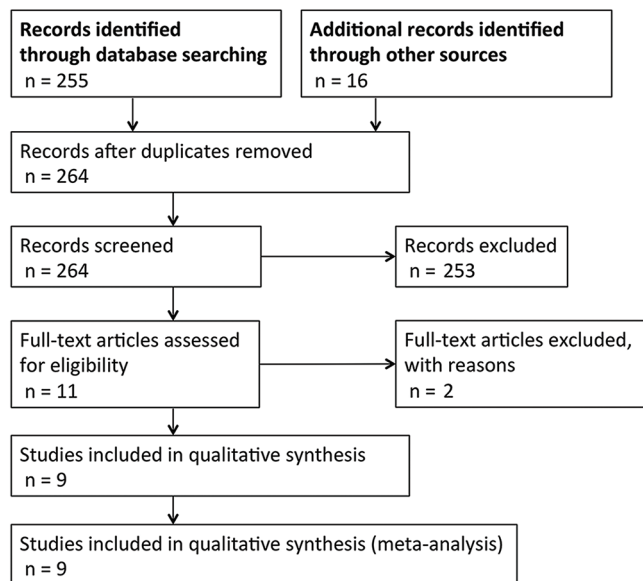 Records identified
through database searching
n = 255
Additional records identified
through other sources
n = 16
Records after duplicates removed
n = 264
Records screened
n = 264
Records excluded
n = 253
Full-text articles assessed
for eligibility
n = 11
Full-text articles excluded,
with reasons
n = 2
Studies included in qualitative synthesis
n = 9
Studies included in qualitative synthesis (meta-analysis)
n = 9